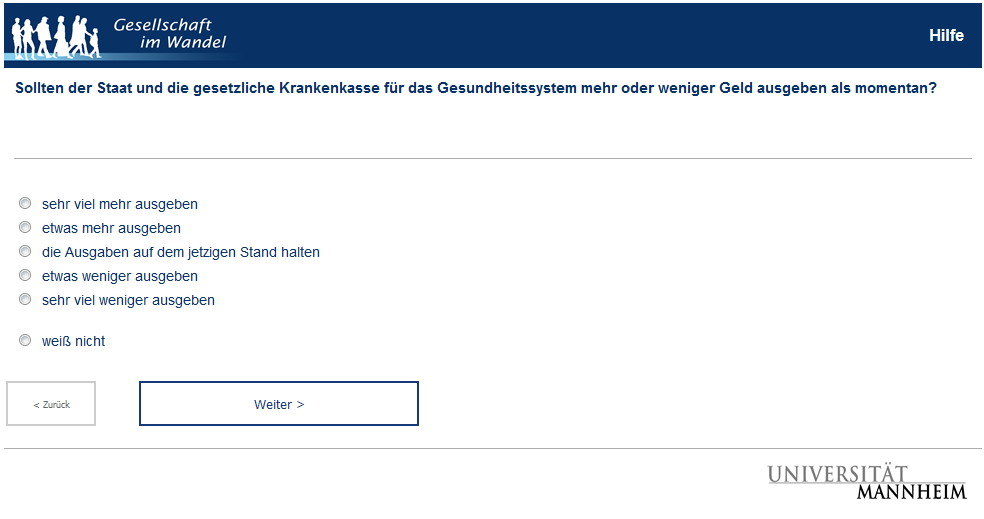 Gesellschaft
im Wandel
Hilfe
Sollten der Staat und die gesetzliche Krankenkasse für das Gesundheitssystem mehr oder weniger Geld ausgeben als momentan?
sehr viel mehr ausgeben
etwas mehr ausgeben
die Ausgaben auf dem jetzigen Stand halten
etwas weniger ausgeben
sehr viel weniger ausgeben
weiß nicht
< Zurück
Weiter >
UNIVERSITÄT
MANNHEIM